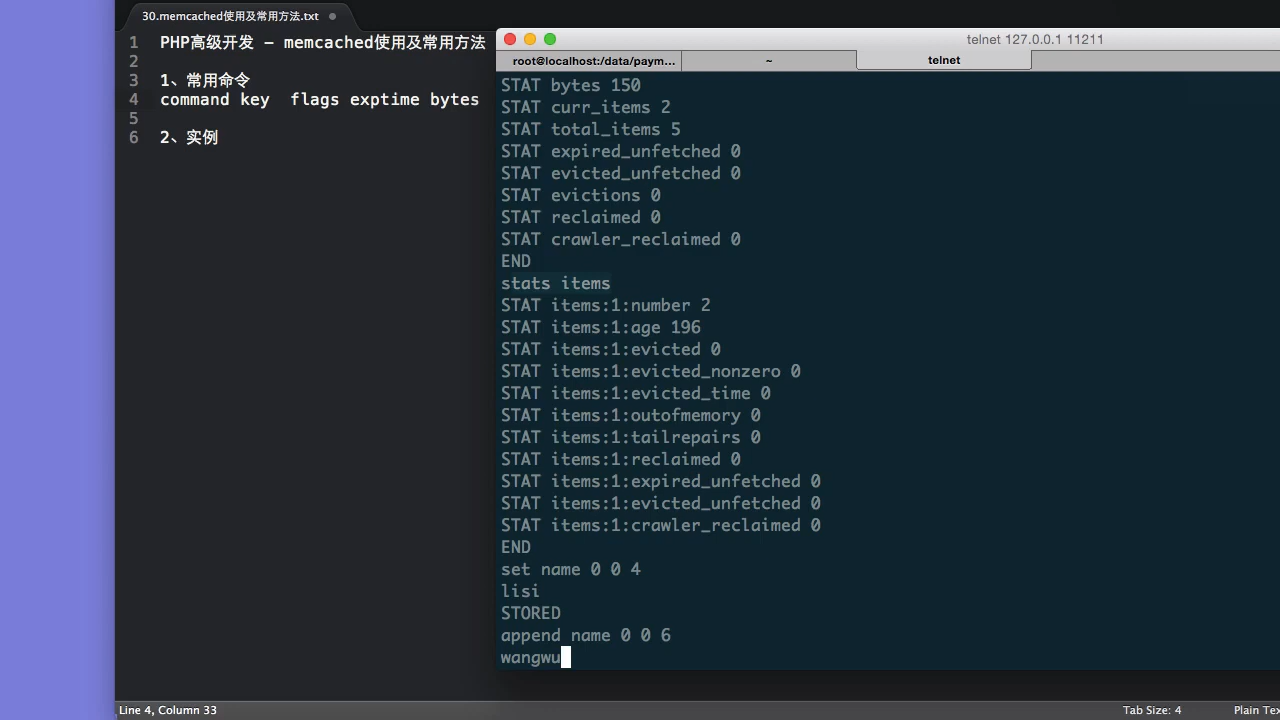 30.memcached使用及常用方法.txt
1 PHP高级开发 - memcached使用及常用方法
2
3 1、常用命令
4 command key  flags exptime bytes
5
6 2、实例
Line 4, Column 33
Tab Size: 4
Plain Tex
telnet 127.0.0.1 11211
root@localhost:/data/paym...
~
telnet
STAT bytes 150
STAT curr_items 2
STAT total_items 5
STAT expired_unfetched 0
STAT evicted_unfetched 0
STAT evictions 0
STAT reclaimed 0
STAT crawler_reclaimed 0
END
stats items
STAT items:1:number 2
STAT items:1:age 196
STAT items:1:evicted 0
STAT items:1:evicted_nonzero 0
STAT items:1:evicted_time 0
STAT items:1:outofmemory 0
STAT items:1:tailrepairs 0
STAT items:1:reclaimed 0
STAT items:1:expired_unfetched 0
STAT items:1:evicted_unfetched 0
STAT items:1:crawler_reclaimed 0
END
set name 0 0 4
lisi
STORED
append name 0 0 6
wangwu